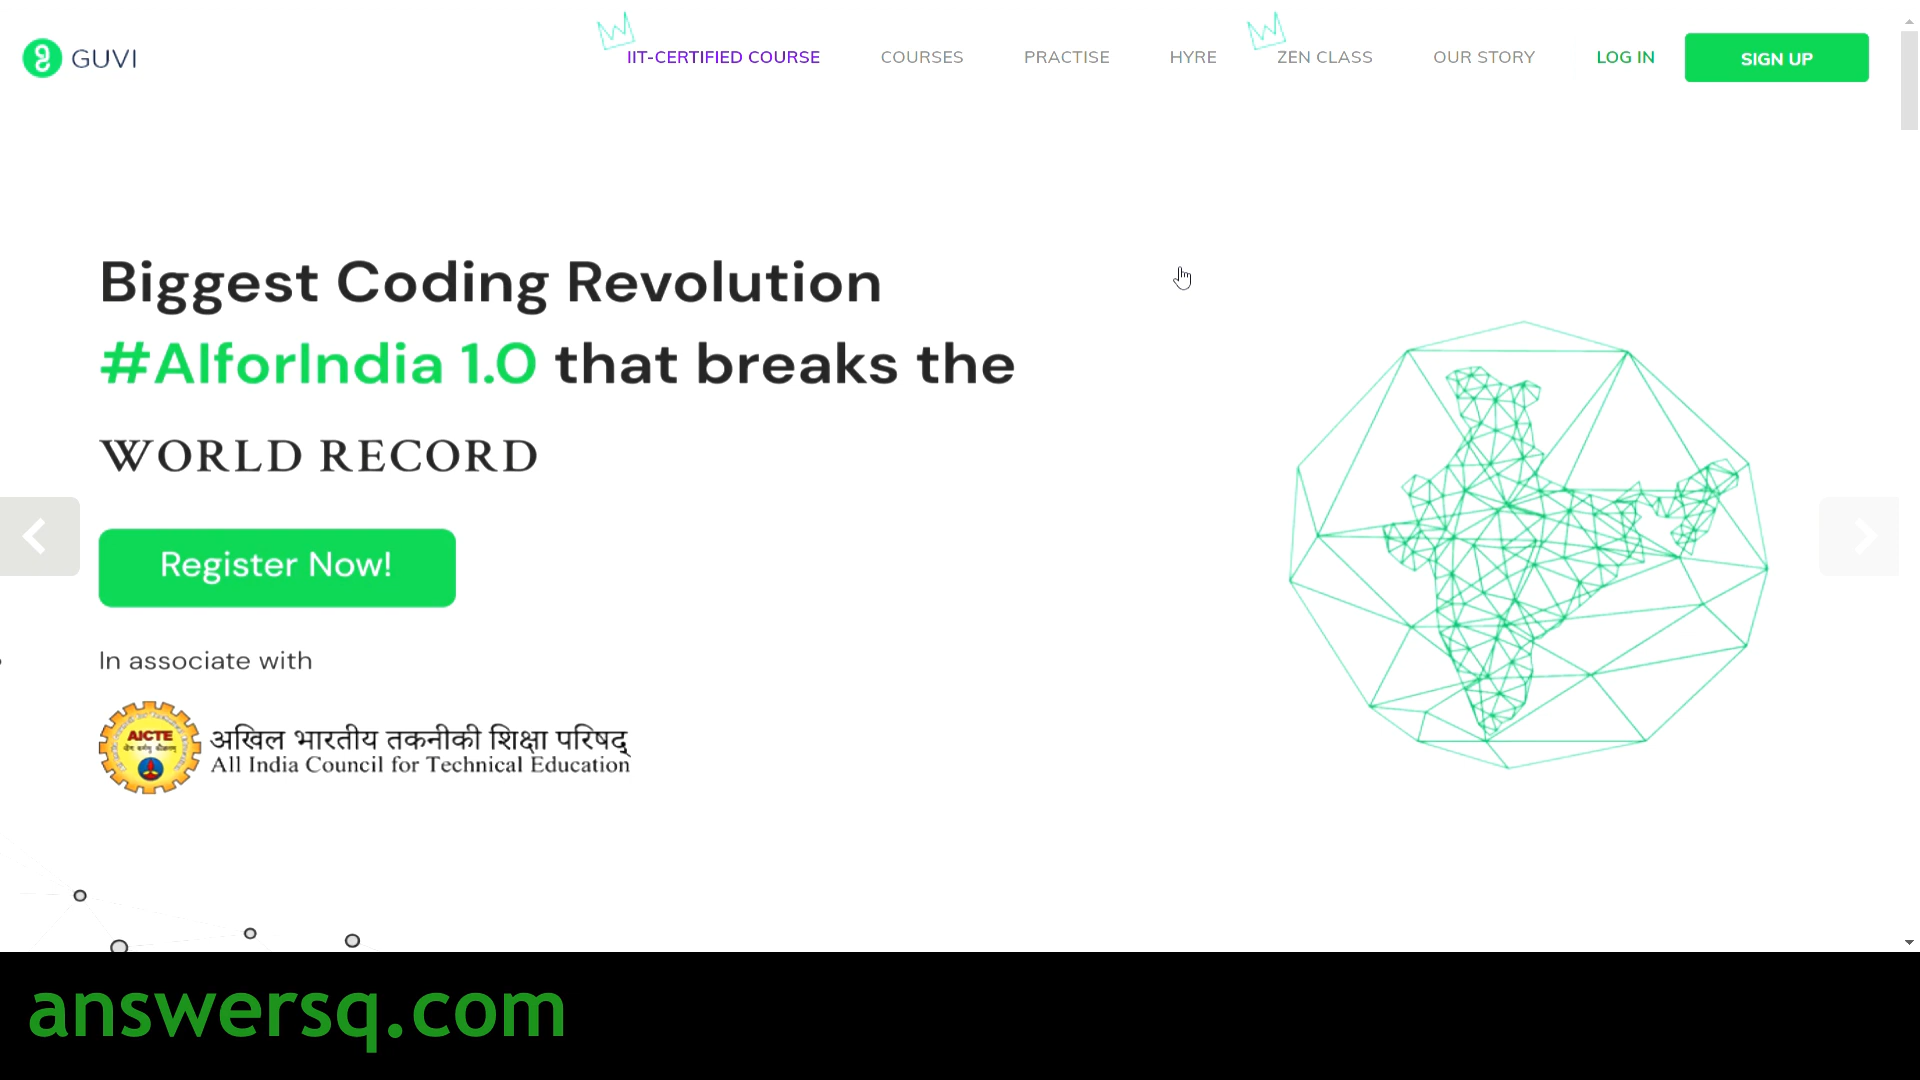 GUVI
IIT-CERTIFIED COURSE
COURSES
PRACTISE
HYRE
ZEN CLASS
OUR STORY
LOG IN
SIGN UP
Biggest Coding Revolution
#AIforIndia 1.0 that breaks the
WORLD RECORD
Register Now!
In associate with
AICTE
अखिल भारतीय तकनीकी शिक्षा परिषद्
All India Council for Technical Education
answersq.com